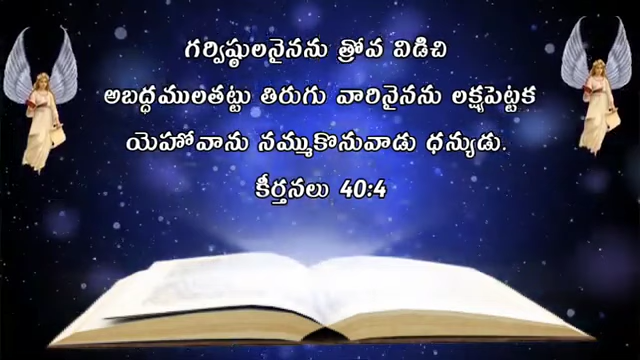 గర్విష్ఠులనైనను త్రోవ విడిచి
అబద్ధములతట్టు తిరుగు వారినైనను లక్ష్యపెట్టక
యెహోవాను నమ్ముకొనువాడు ధన్యుడు.
కీర్తనలు 40:4